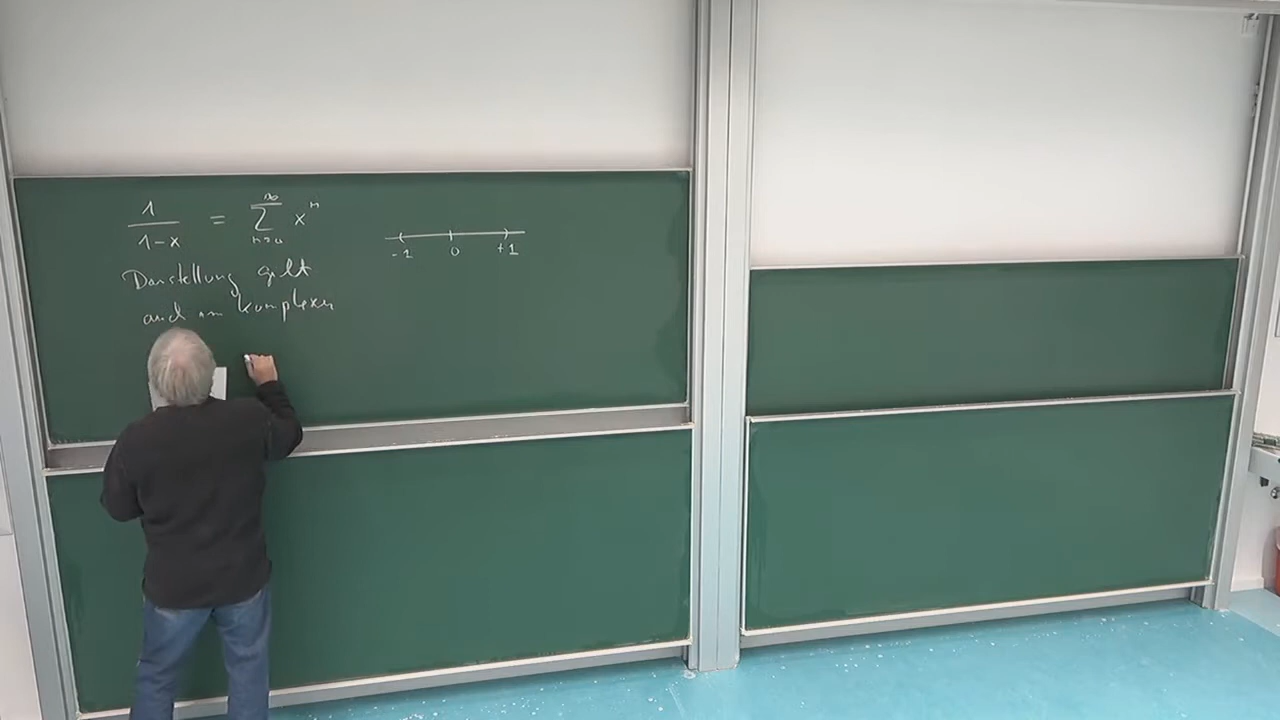 1/(1-x) = ∑_{n=0}^{∞} x^n
-1 0 +1
Darstellung gilt
auch im komplexen